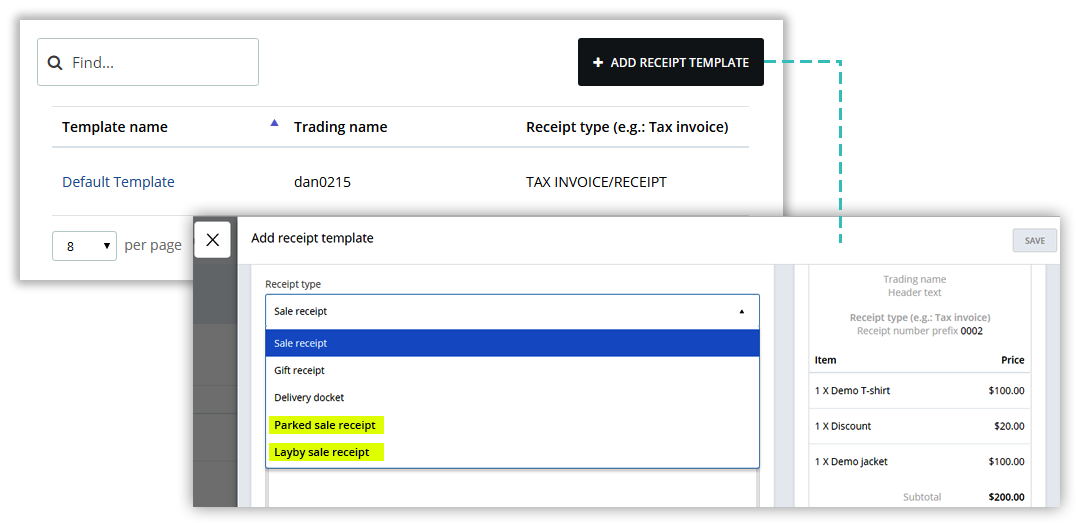 Find...
+ ADD RECEIPT TEMPLATE
Template name Trading name Receipt type (e.g.: Tax invoice)
Default Template dan0215 TAX INVOICE/RECEIPT
8 per page
Add receipt template
SAVE
Receipt type
Sale receipt
Sale receipt
Gift receipt
Delivery docket
Parked sale receipt
Layby sale receipt
Trading name
Header text
Receipt type (e.g.: Tax invoice)
Receipt number prefix 0002
Item Price
1 X Demo T-shirt $100.00
1 X Discount $20.00
1 X Demo jacket $100.00
Subtotal $200.00